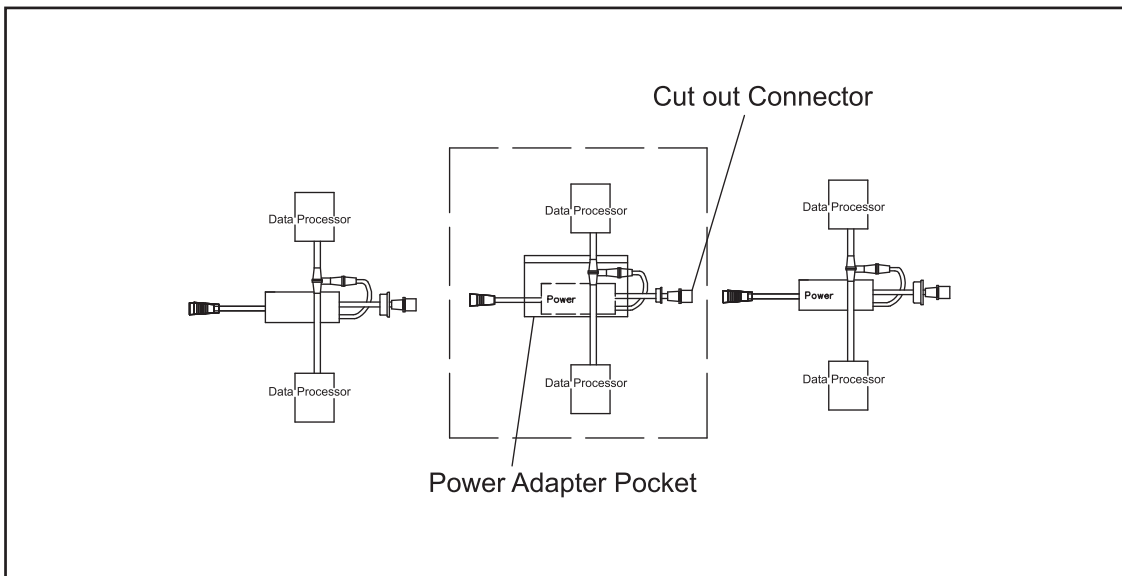 Cut out Connector
Data Processor
Data Processor
Data Processor
Power
Power
Data Processor
Data Processor
Data Processor
Power Adapter Pocket